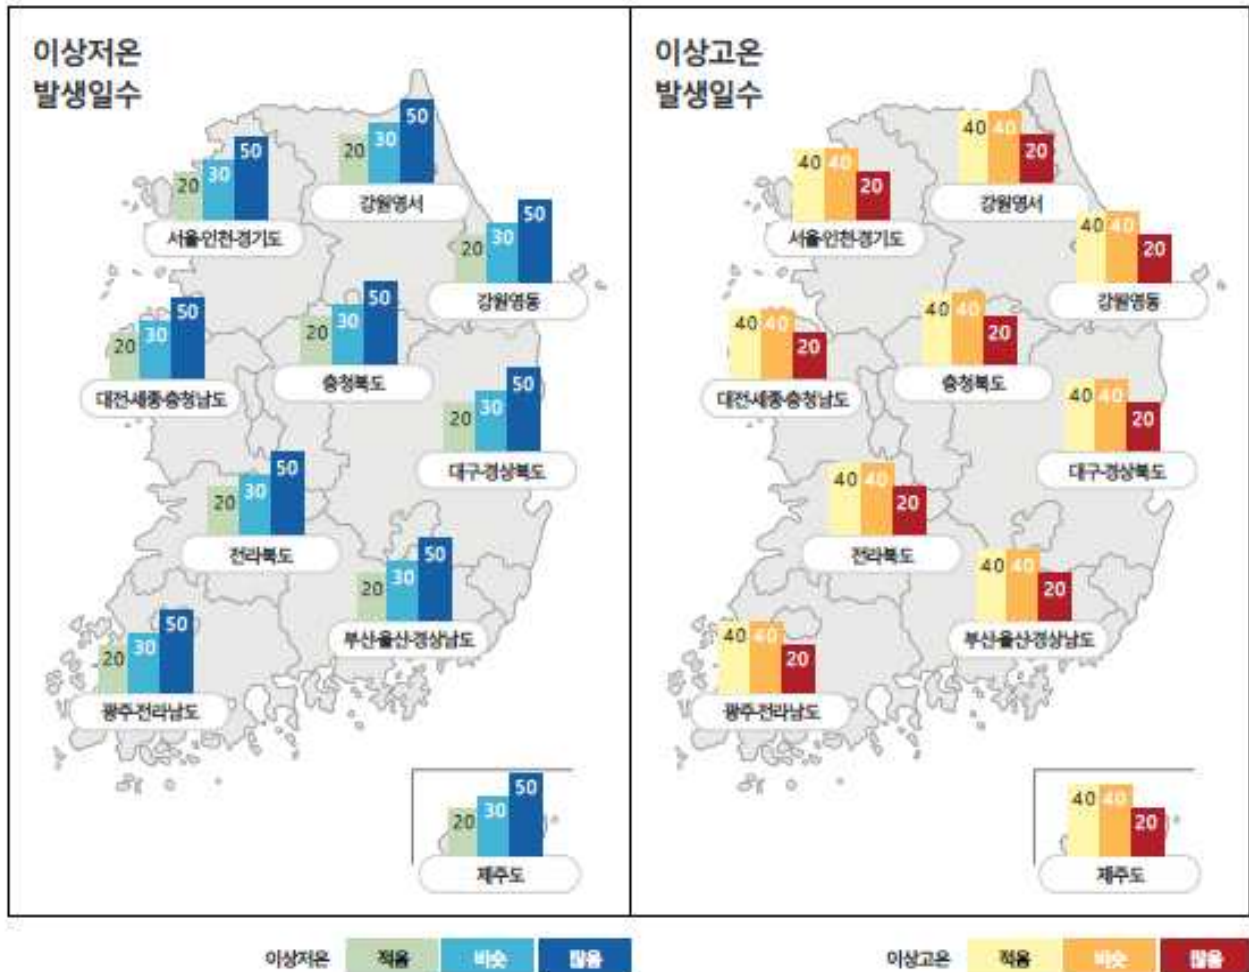 이상저온
발생일수
20 30 50
강원영서
20 30 50
서울·인천·경기도
20 30 50
강원영동
20 30 50
충청북도
20 30 50
대전·세종·충청남도
20 30 50
대구·경상북도
20 30 50
전라북도
20 30 50
부산·울산·경상남도
20 30 50
광주·전라남도
20 30 50
제주도
이상저온 적음 비슷 많음
이상고온
발생일수
40 40 20
강원영서
40 40 20
서울·인천·경기도
40 40 20
강원영동
40 40 20
충청북도
40 40 20
대전·세종·충청남도
40 40 20
대구·경상북도
40 40 20
전라북도
40 40 20
부산·울산·경상남도
40 40 20
광주·전라남도
40 40 20
제주도
이상고온 적음 비슷 많음